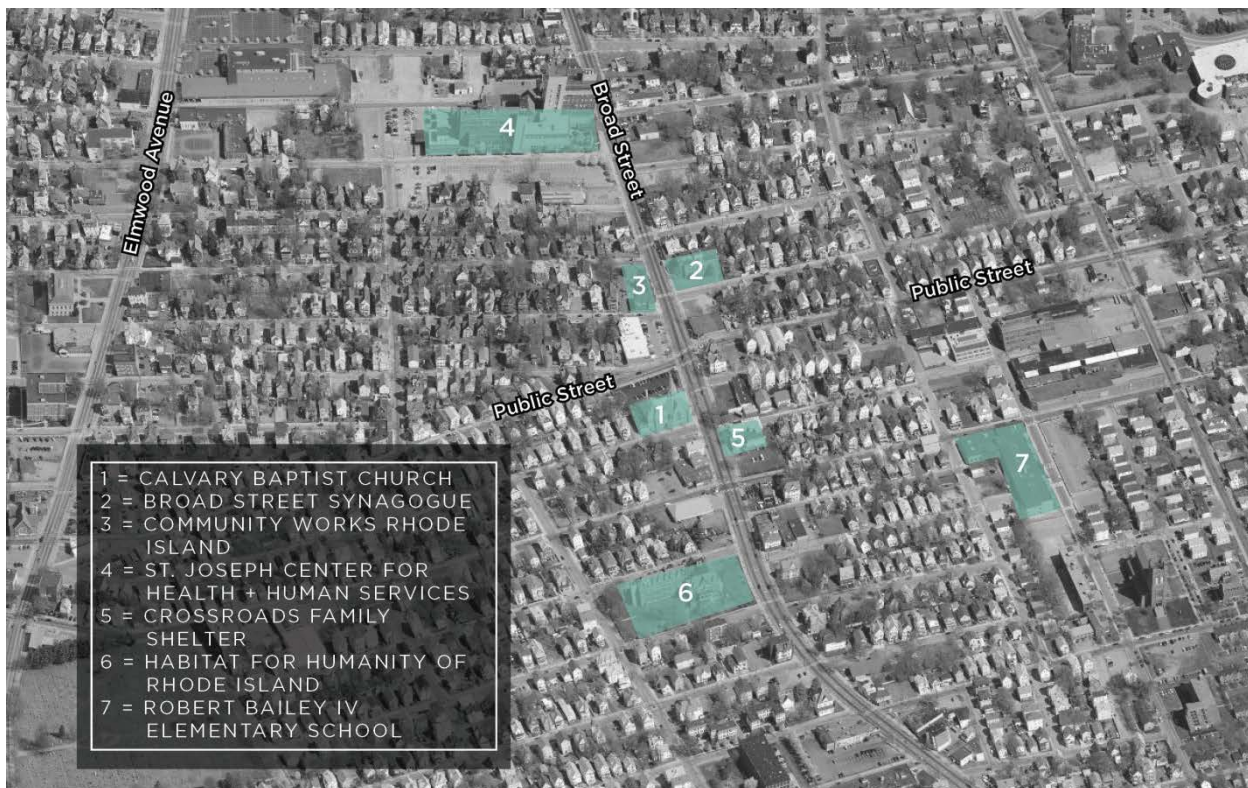 4
Broad Street
Elmwood Avenue
2
3
Public Street
Public Street
1
5
7
6
1 = CALVARY BAPTIST CHURCH
2 = BROAD STREET SYNAGOGUE
3 = COMMUNITY WORKS RHODE
ISLAND
4 = ST. JOSEPH CENTER FOR
HEALTH + HUMAN SERVICES
5 = CROSSROADS FAMILY
SHELTER
6 = HABITAT FOR HUMANITY OF
RHODE ISLAND
7 = ROBERT BAILEY IV
ELEMENTARY SCHOOL